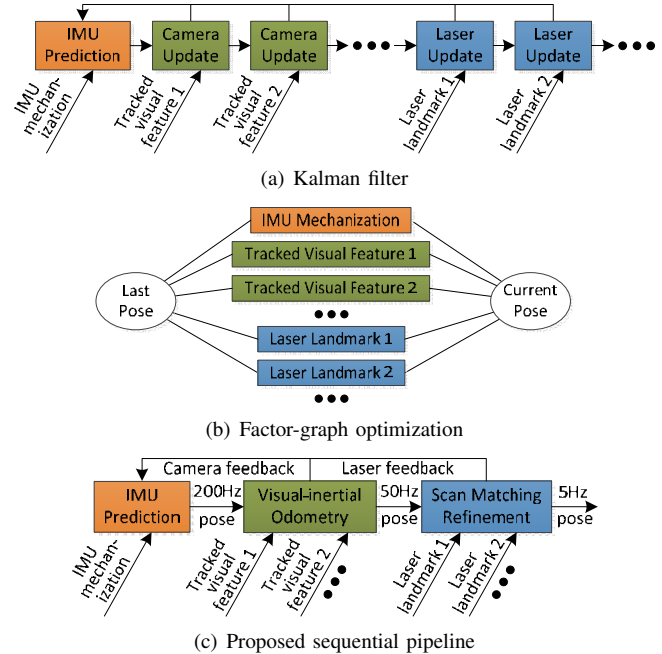 IMU
Prediction
Camera
Update
Camera
Update
Laser
Update
Laser
Update
IMU
mechan-
ization
Tracked
visual
feature 1
Tracked
visual
feature 2
Laser
landmark 1
Laser
landmark 2
(a) Kalman filter
IMU Mechanization
Tracked Visual Feature 1
Tracked Visual Feature 2
Last
Pose
Current
Pose
Laser Landmark 1
Laser Landmark 2
(b) Factor-graph optimization
Camera feedback
Laser feedback
IMU
Prediction
200Hz
pose
Visual-inertial
Odometry
50Hz
pose
Scan Matching
Refinement
5Hz
pose
IMU
mechan-
ization
Tracked
visual
feature 1
Tracked
visual
feature 2
Laser
landmark 1
Laser
landmark 2
(c) Proposed sequential pipeline